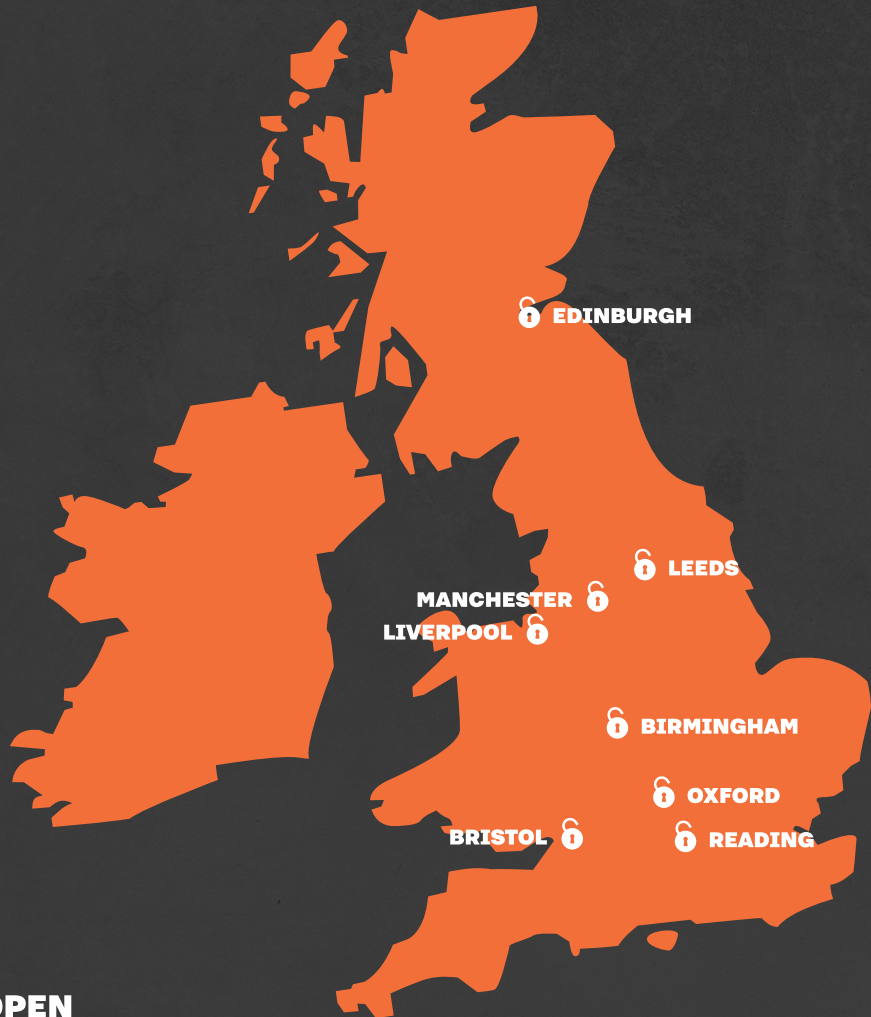 EDINBURGH
LEEDS
MANCHESTER
LIVERPOOL
BIRMINGHAM
OXFORD
BRISTOL
READING
OPEN